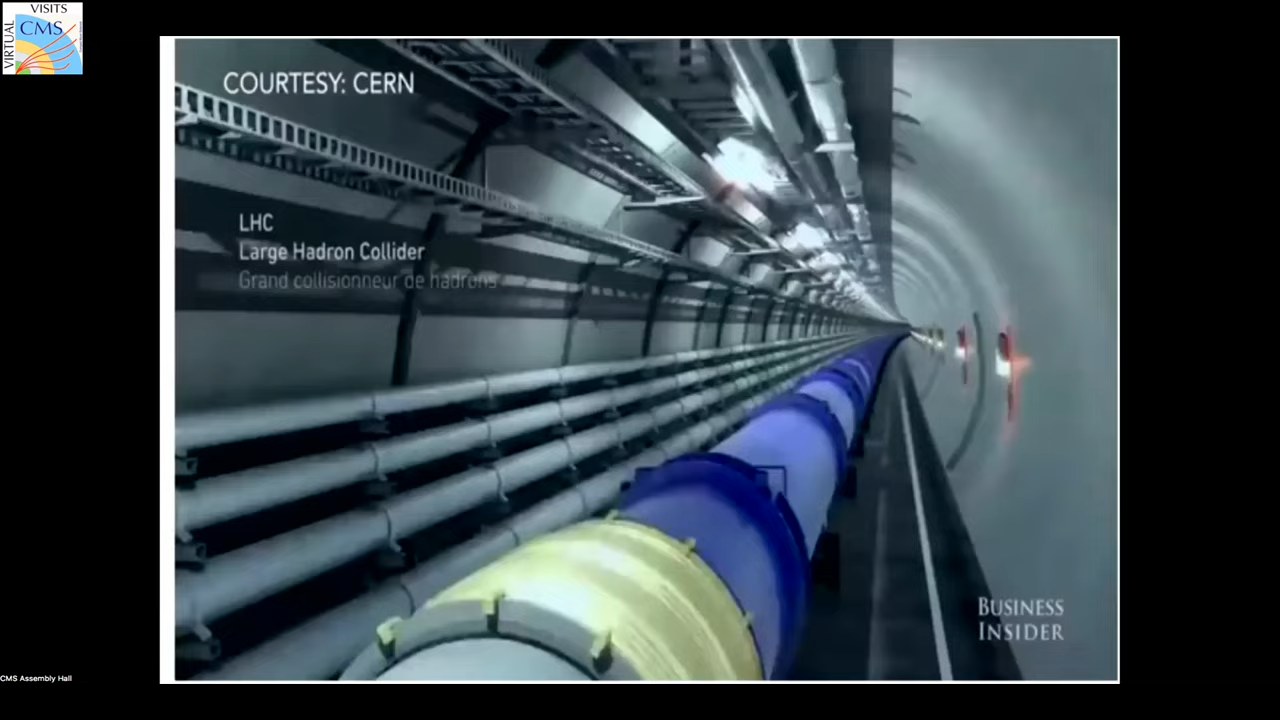 VISITS
VIRTUAL
CMS
COURTESY: CERN
LHC
Large Hadron Collider
Grand collisionneur de hadrons
BUSINESS
INSIDER
CMS Assembly Hall